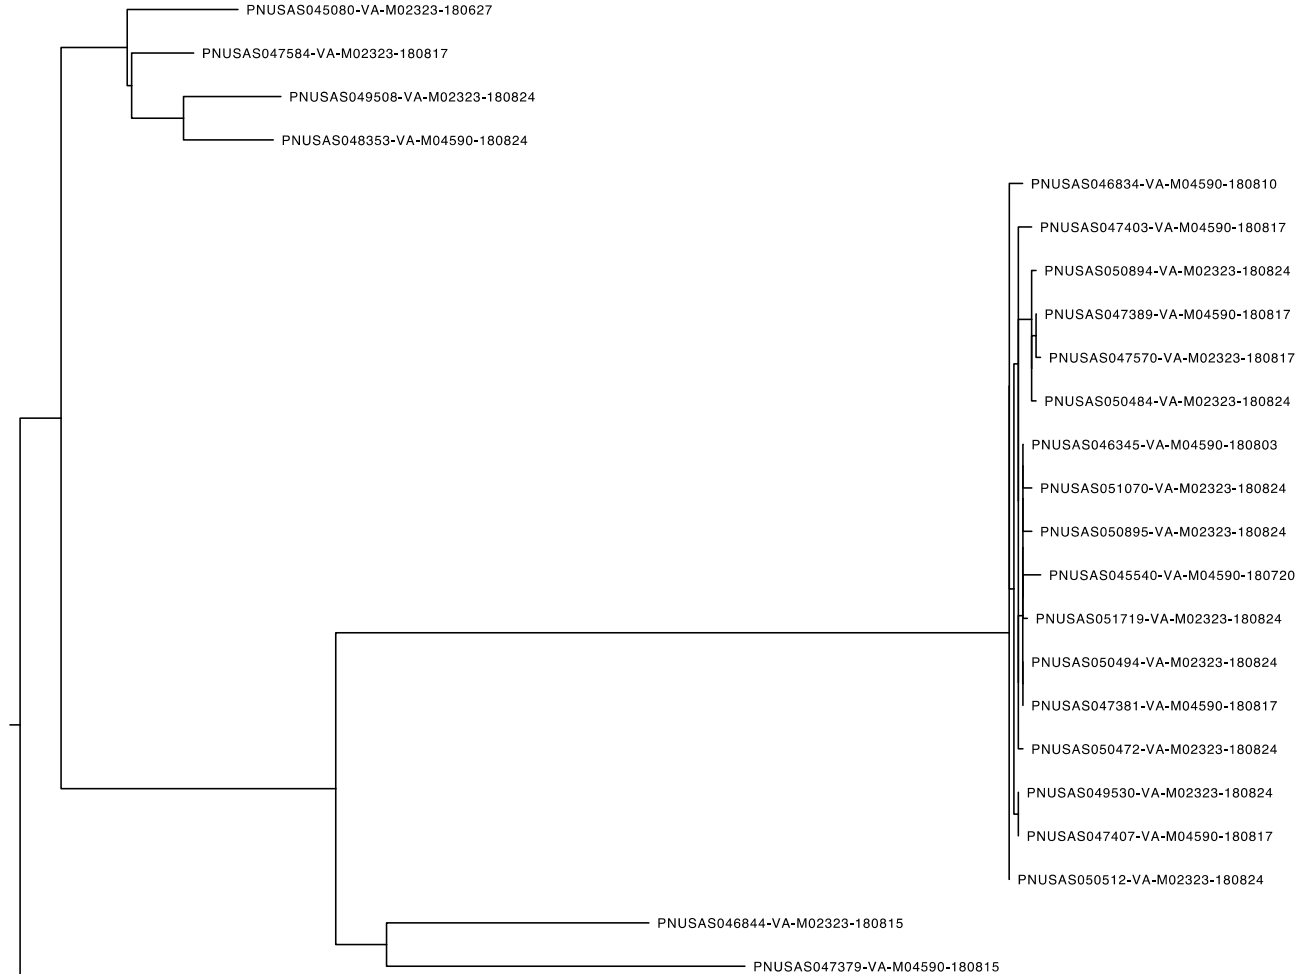 PNUSAS045080-VA-M02323-180627
PNUSAS047584-VA-M02323-180817
PNUSAS049508-VA-M02323-180824
PNUSAS048353-VA-M04590-180824
PNUSAS046834-VA-M04590-180810
PNUSAS047403-VA-M04590-180817
PNUSAS050894-VA-M02323-180824
PNUSAS047389-VA-M04590-180817
PNUSAS047570-VA-M02323-180817
PNUSAS050484-VA-M02323-180824
PNUSAS046345-VA-M04590-180803
PNUSAS051070-VA-M02323-180824
PNUSAS050895-VA-M02323-180824
PNUSAS045540-VA-M04590-180720
PNUSAS051719-VA-M02323-180824
PNUSAS050494-VA-M02323-180824
PNUSAS047381-VA-M04590-180817
PNUSAS050472-VA-M02323-180824
PNUSAS049530-VA-M02323-180824
PNUSAS047407-VA-M04590-180817
PNUSAS050512-VA-M02323-180824
PNUSAS046844-VA-M02323-180815
PNUSAS047379-VA-M04590-180815